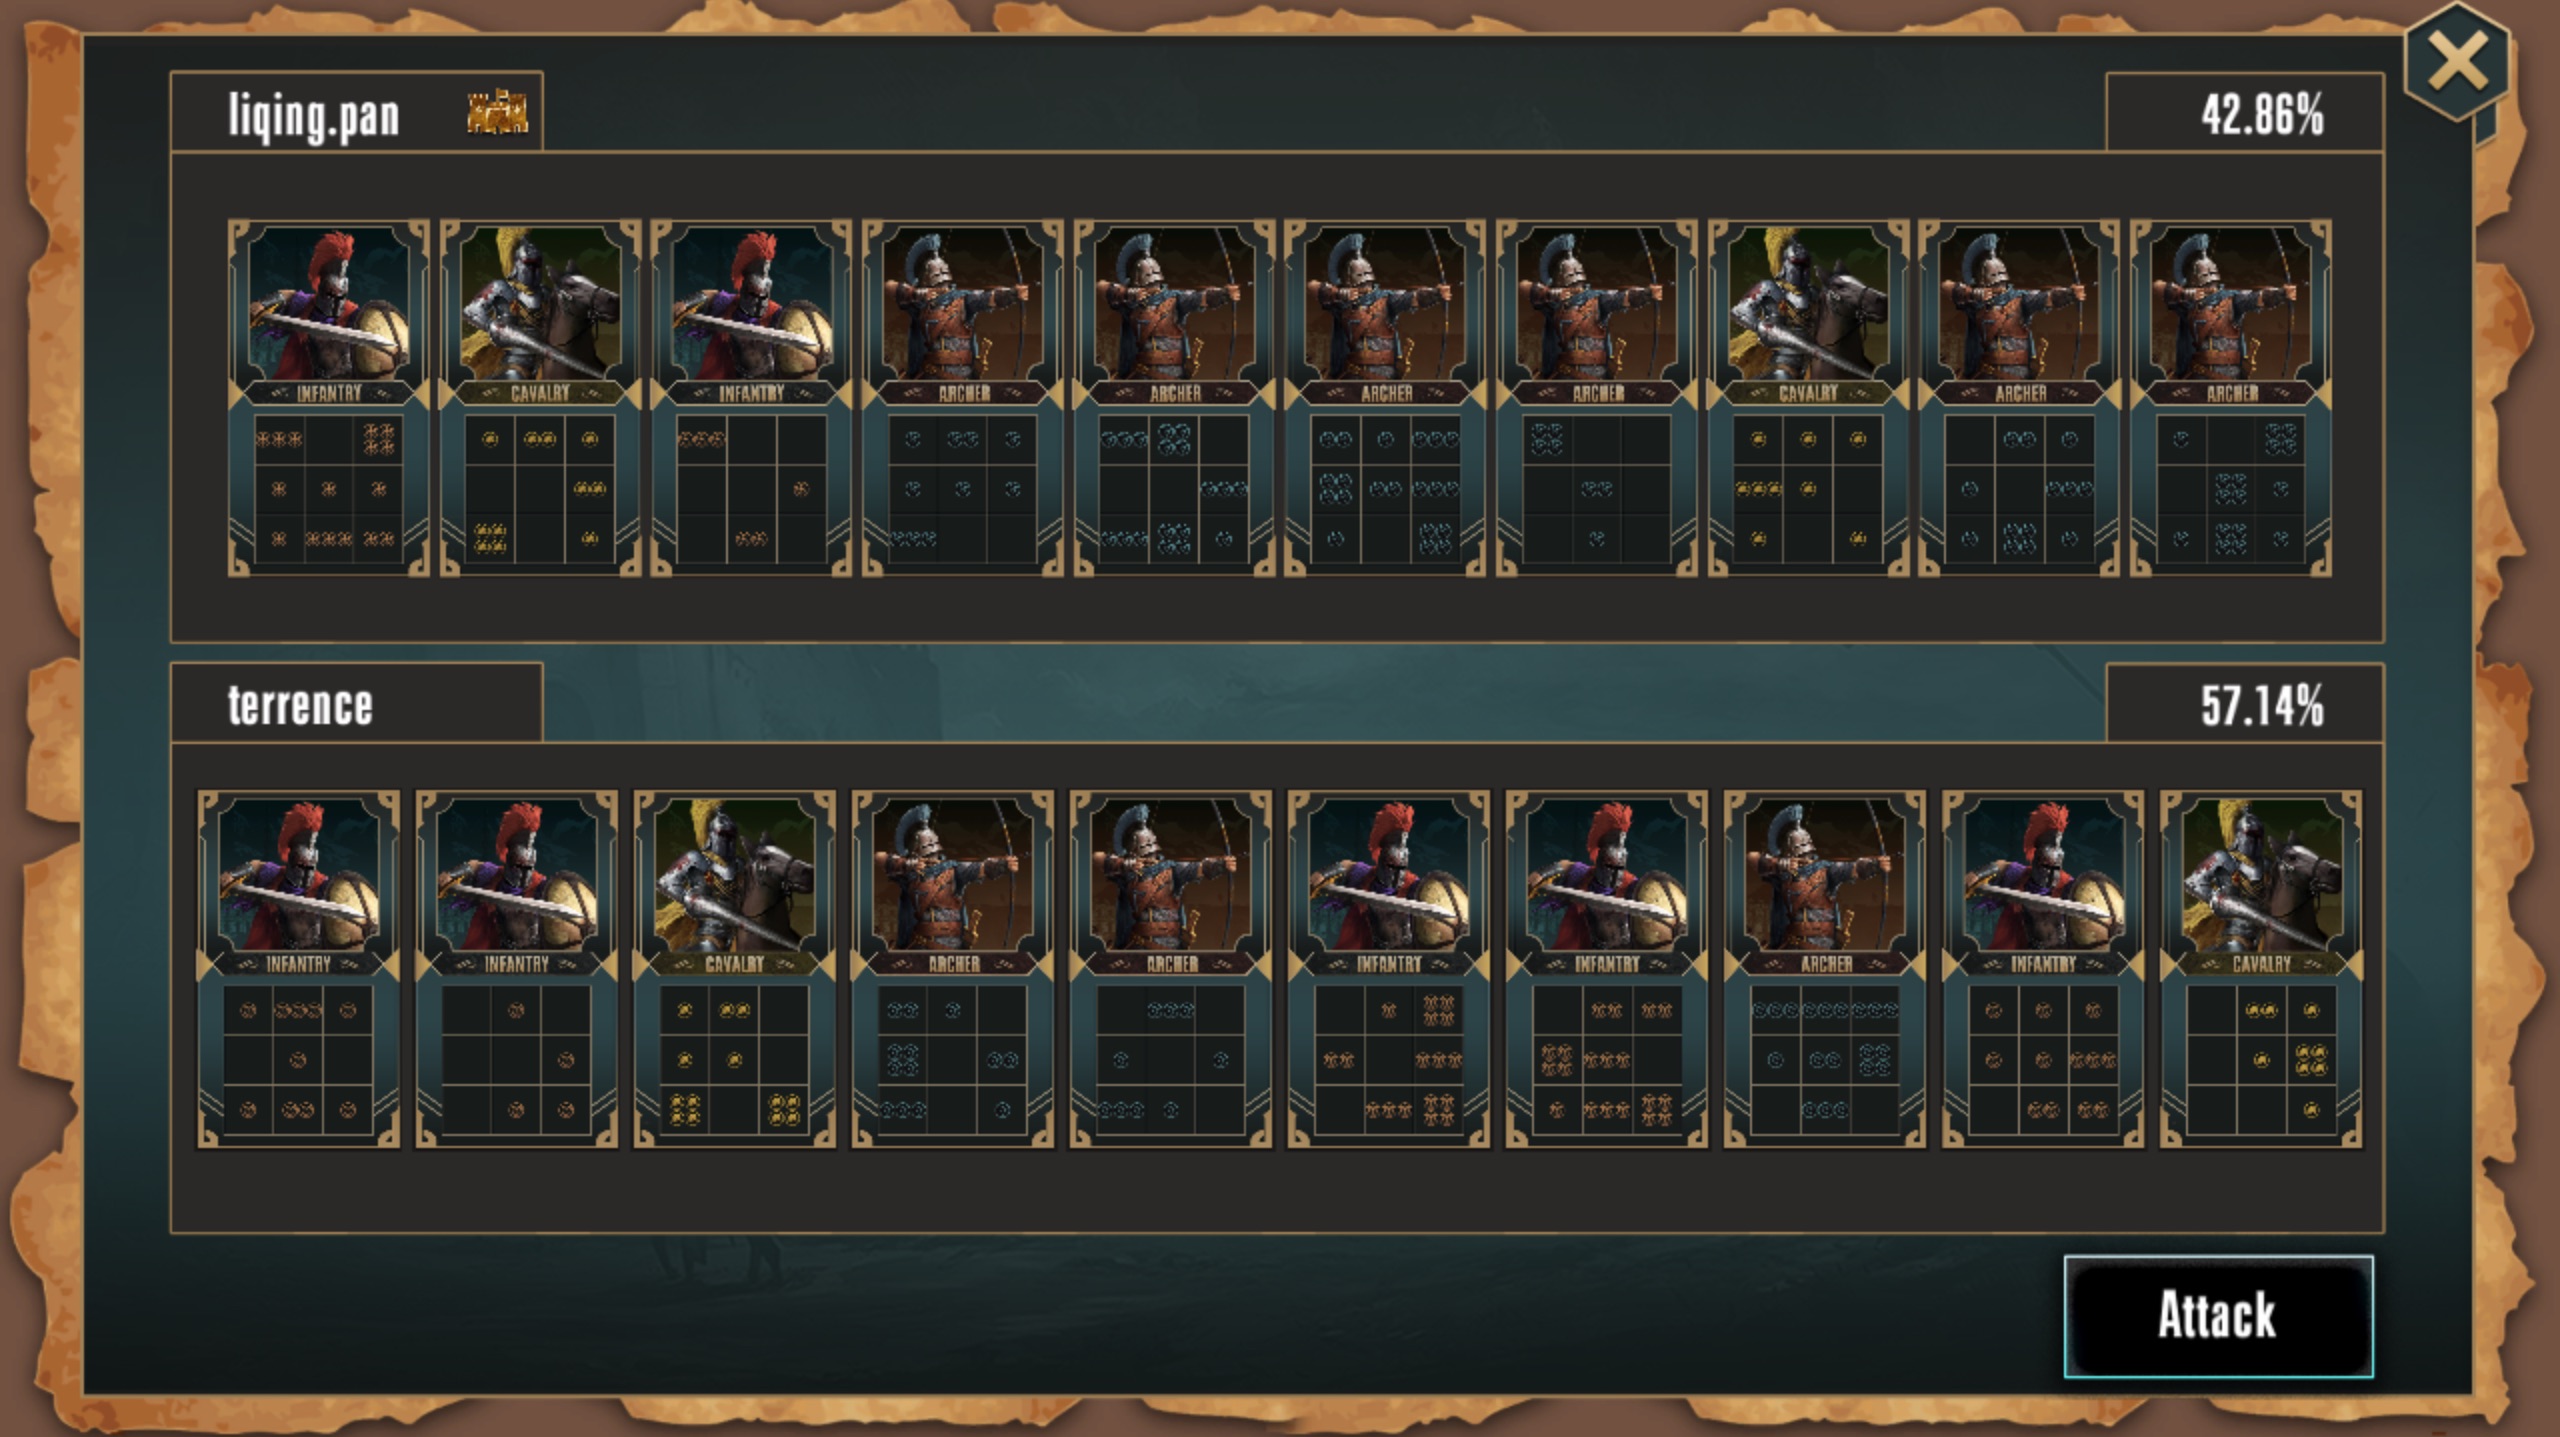 liqing.pan
42.86%
INFANTRY CAVALRY INFANTRY ARCHER ARCHER ARCHER ARCHER CAVALRY ARCHER ARCHER
terrence
57.14%
INFANTRY INFANTRY CAVALRY ARCHER ARCHER INFANTRY INFANTRY ARCHER INFANTRY CAVALRY
Attack